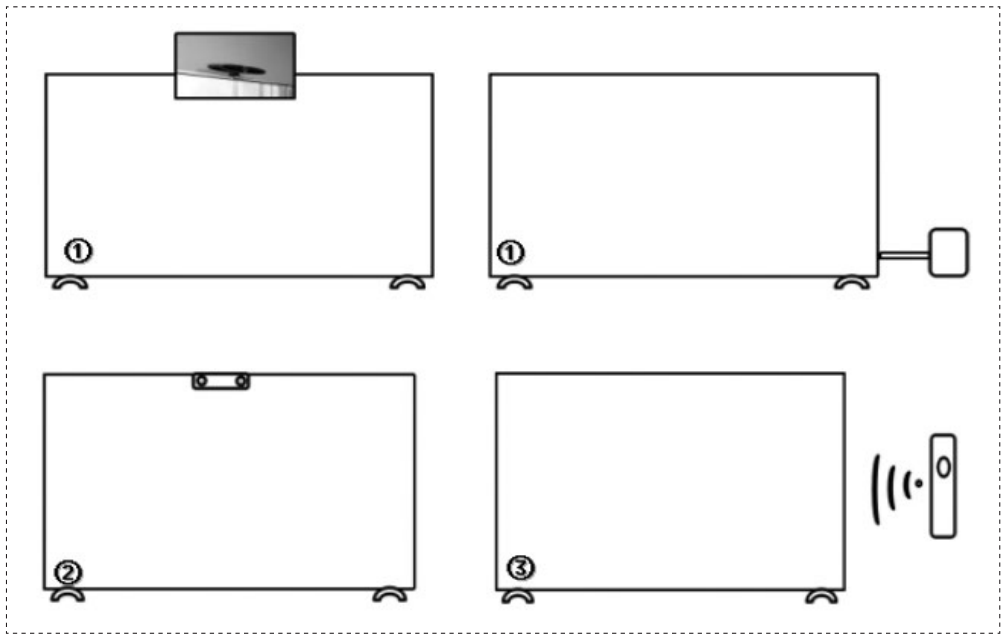 ①
①
②
③